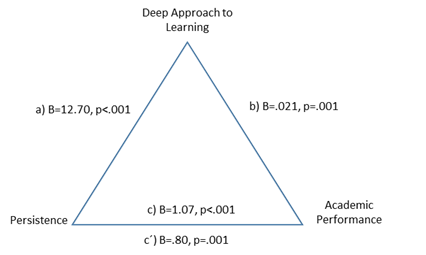 Deep Approach to
Learning
a) B=12.70, p<.001
b) B=.021, p=.001
c) B=1.07, p<.001
Persistence
Academic
Performance
c´) B=.80, p=.001